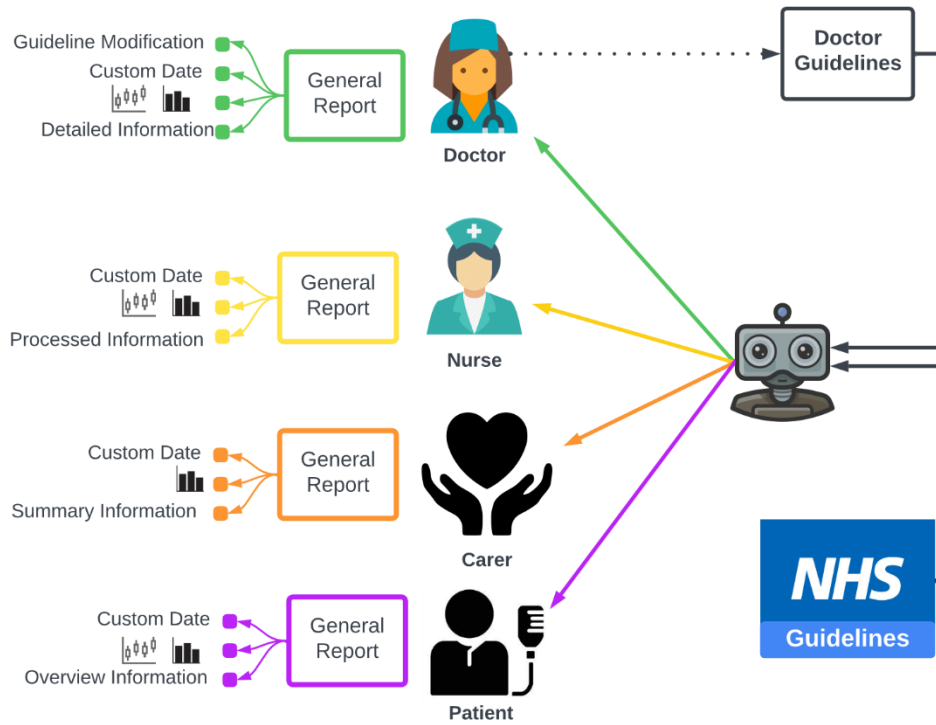 Guideline Modification
Custom Date
Detailed Information
General
Report
Doctor
Doctor
Guidelines
Custom Date
Processed Information
General
Report
Nurse
Custom Date
Summary Information
General
Report
Carer
NHS
Guidelines
Custom Date
Overview Information
General
Report
Patient